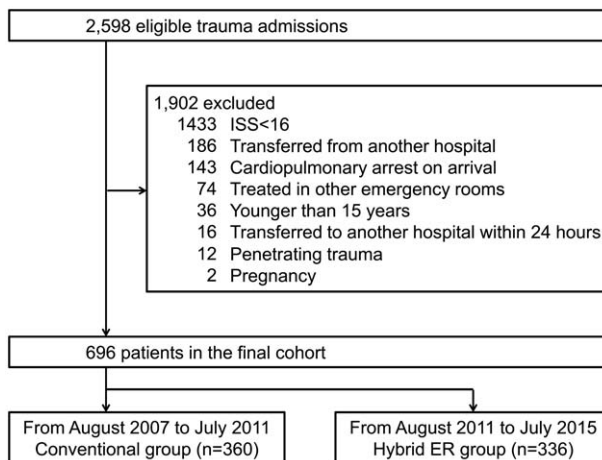 2,598 eligible trauma admissions
1,902 excluded
1433 ISS<16
186 Transferred from another hospital
143 Cardiopulmonary arrest on arrival
74 Treated in other emergency rooms
36 Younger than 15 years
16 Transferred to another hospital within 24 hours
12 Penetrating trauma
2 Pregnancy
696 patients in the final cohort
From August 2007 to July 2011
Conventional group (n=360)
From August 2011 to July 2015
Hybrid ER group (n=336)